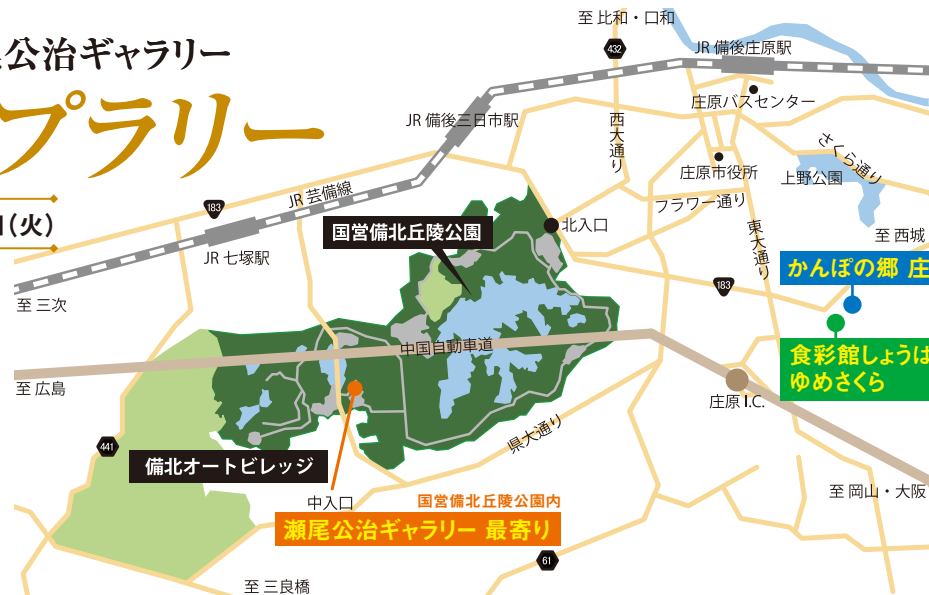 至 比和・口和
432
公治ギャラリー
JR 備後庄原駅
プラリー
庄原バスセンター
JR 備後三日市駅
西大通り
さくら通り
庄原市役所
上野公園
JR 芸備線
183
フラワー通り
(火)
国営備北丘陵公園
北入口
東大通り
至 西城
JR 七塚駅
かんぽの郷 庄
183
至 三次
食彩館しょうば
ゆめさくら
中国自動車道
至 広島
庄原 I.C.
県大通り
441
備北オートビレッジ
至 岡山・大阪
中入口
国営備北丘陵公園内
瀬尾公治ギャラリー 最寄り
61
至 三良橋